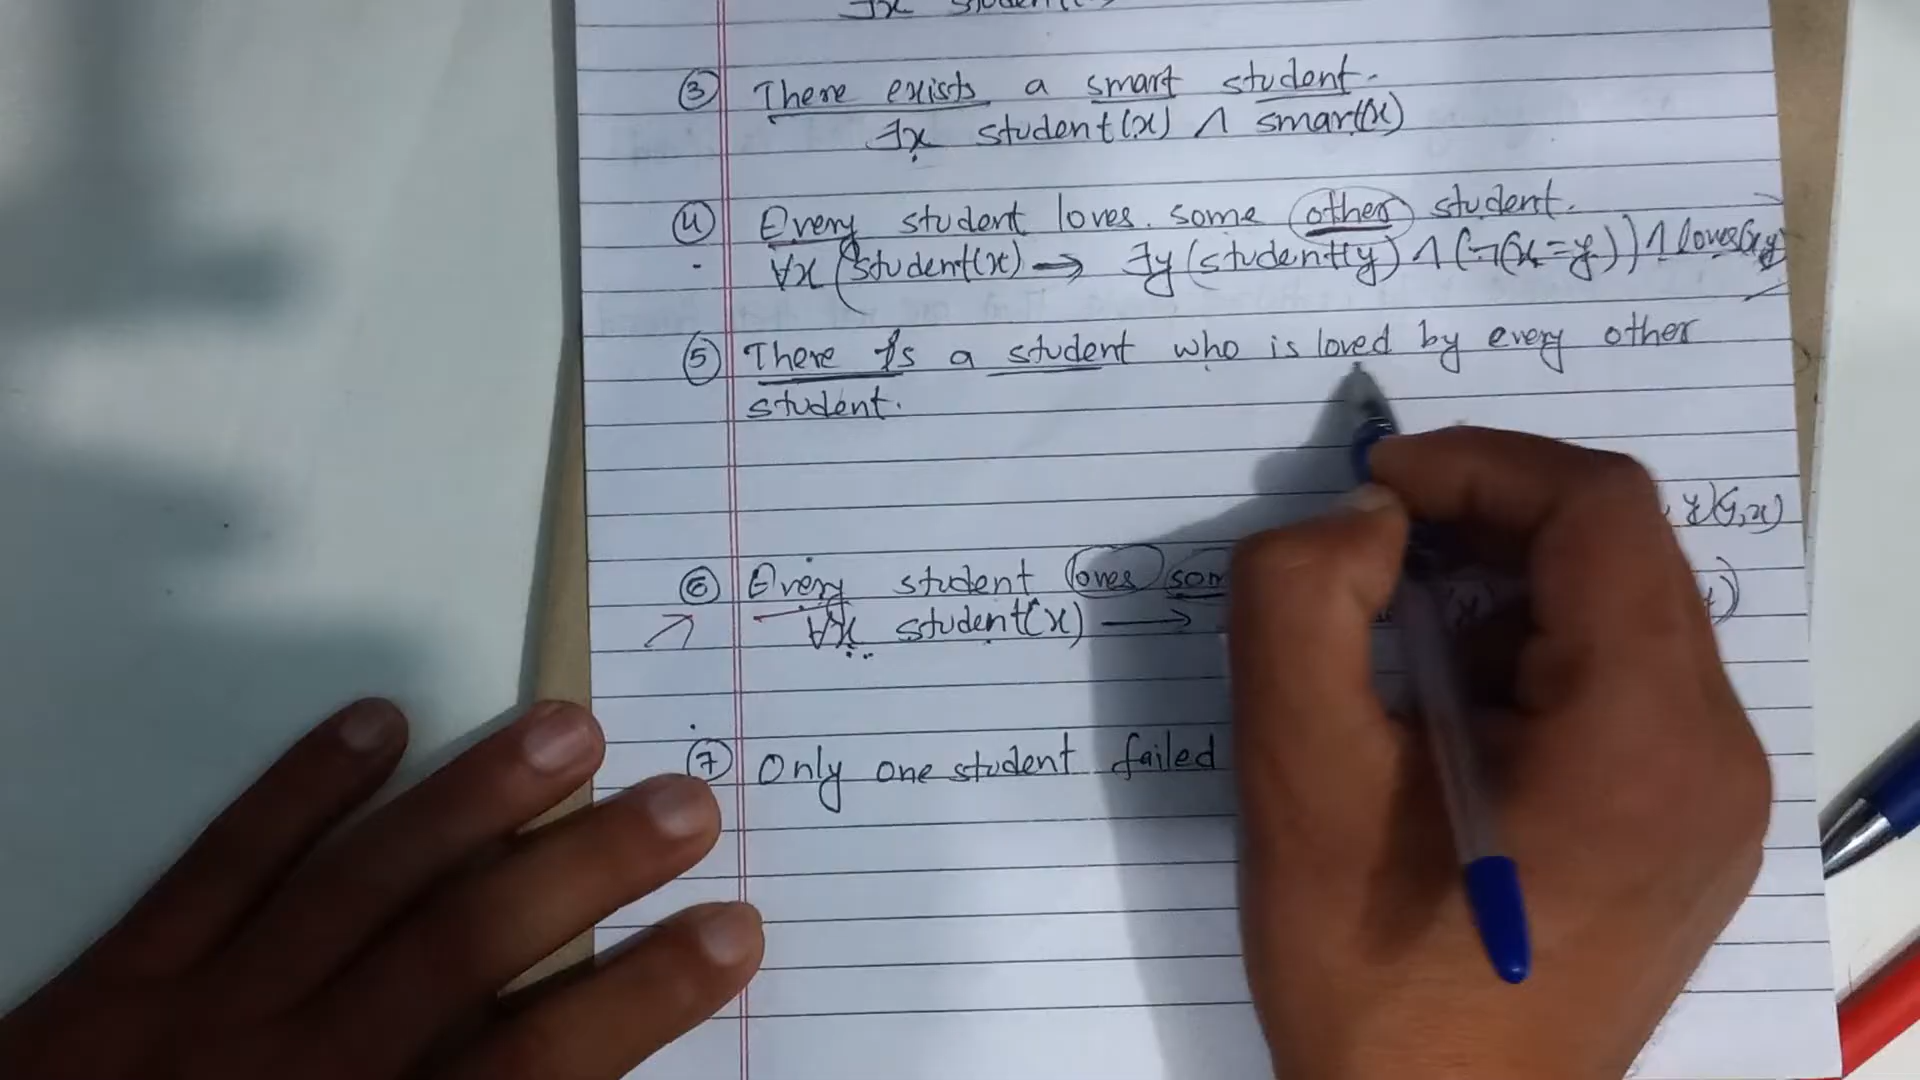 ③ There exists a smart student.
∃x student(x) ∧ smart(x)
④ Every student loves some other student.
∀x (student(x) → ∃y (student(y) ∧ (¬(x=y)) ∧ loves(x,y)
⑤ There is a student who is loved by every other
student.
⑥ Every student loves
∀x student(x) →
⑦ Only one student failed